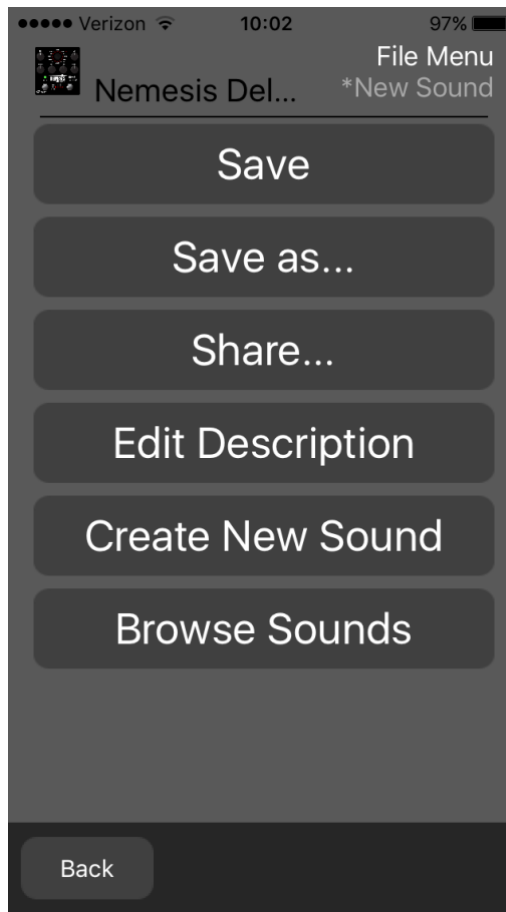 Verizon 10:02 97%
File Menu
Nemesis Del... *New Sound
Save
Save as...
Share...
Edit Description
Create New Sound
Browse Sounds
Back